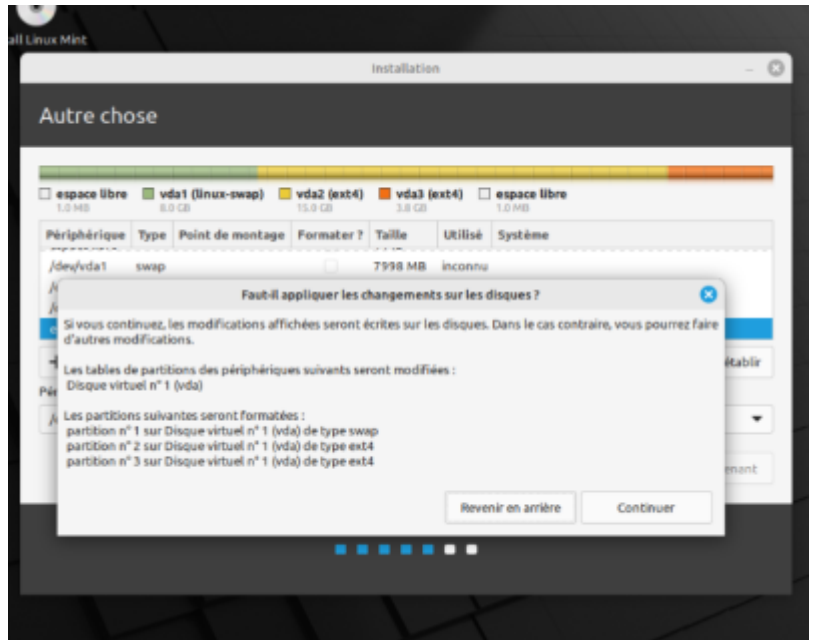 all Linux Mint
Installation
Autre chose
espace libre vda1 (linux-swap) vda2 (ext4) vda3 (ext4) espace libre
1.0 MB 8.0 GB 15.0 GB 3.8 GB 1.0 MB
Périphérique Type Point de montage Formater ? Taille Utilisé Système
/dev/vda1 swap 7998 MB inconnu
Faut-il appliquer les changements sur les disques ?
Si vous continuez, les modifications affichées seront écrites sur les disques. Dans le cas contraire, vous pourrez faire
d'autres modifications.
Les tables de partitions des périphériques suivants seront modifiées :
Disque virtuel n° 1 (vda)
établir
Pér
Les partitions suivantes seront formatées :
partition n° 1 sur Disque virtuel n° 1 (vda) de type swap
partition n° 2 sur Disque virtuel n° 1 (vda) de type ext4
partition n° 3 sur Disque virtuel n° 1 (vda) de type ext4
enant
Revenir en arrière Continuer